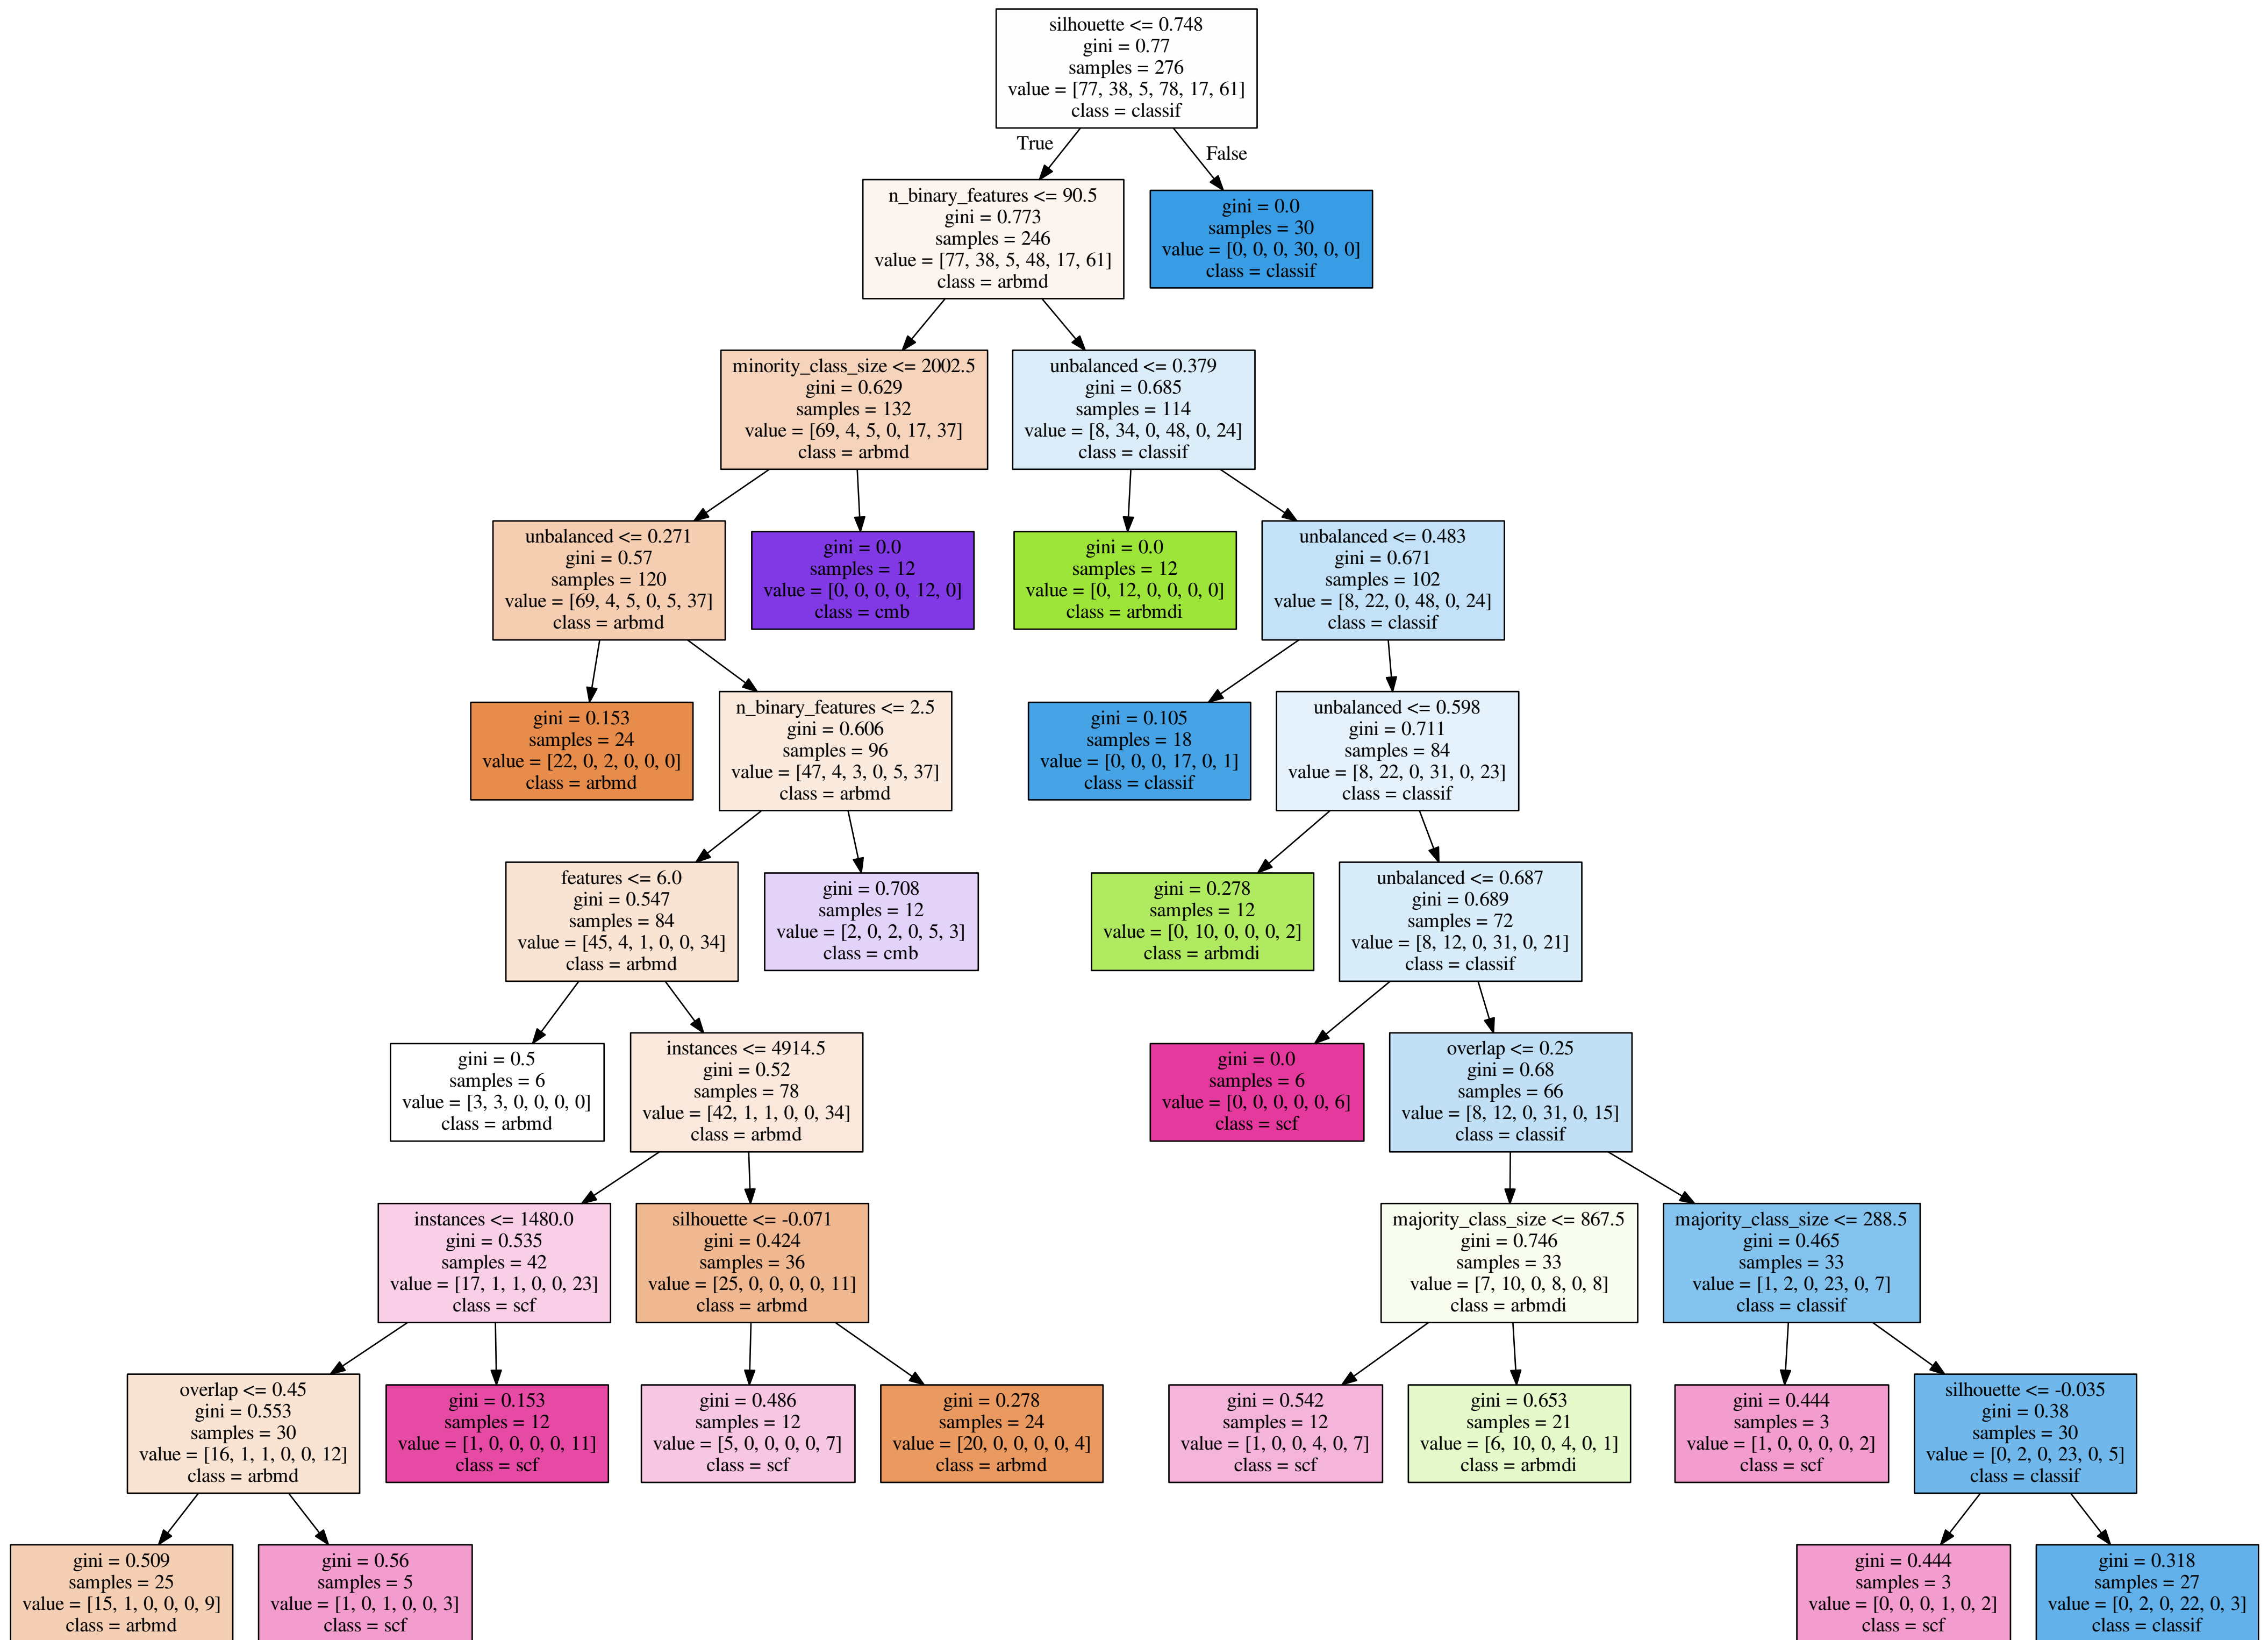 silhouette <= 0.748
gini = 0.77
samples = 276
value = [77, 38, 5, 78, 17, 61]
class = classif
True
False
n_binary_features <= 90.5
gini = 0.773
samples = 246
value = [77, 38, 5, 48, 17, 61]
class = arbmd
gini = 0.0
samples = 30
value = [0, 0, 0, 30, 0, 0]
class = classif
minority_class_size <= 2002.5
gini = 0.629
samples = 132
value = [69, 4, 5, 0, 17, 37]
class = arbmd
unbalanced <= 0.379
gini = 0.685
samples = 114
value = [8, 34, 0, 48, 0, 24]
class = classif
unbalanced <= 0.271
gini = 0.57
samples = 120
value = [69, 4, 5, 0, 5, 37]
class = arbmd
gini = 0.0
samples = 12
value = [0, 0, 0, 0, 12, 0]
class = cmb
gini = 0.0
samples = 12
value = [0, 12, 0, 0, 0, 0]
class = arbmdi
unbalanced <= 0.483
gini = 0.671
samples = 102
value = [8, 22, 0, 48, 0, 24]
class = classif
gini = 0.153
samples = 24
value = [22, 0, 2, 0, 0, 0]
class = arbmd
n_binary_features <= 2.5
gini = 0.606
samples = 96
value = [47, 4, 3, 0, 5, 37]
class = arbmd
gini = 0.105
samples = 18
value = [0, 0, 0, 17, 0, 1]
class = classif
unbalanced <= 0.598
gini = 0.711
samples = 84
value = [8, 22, 0, 31, 0, 23]
class = classif
features <= 6.0
gini = 0.547
samples = 84
value = [45, 4, 1, 0, 0, 34]
class = arbmd
gini = 0.708
samples = 12
value = [2, 0, 2, 0, 5, 3]
class = cmb
gini = 0.278
samples = 12
value = [0, 10, 0, 0, 0, 2]
class = arbmdi
unbalanced <= 0.687
gini = 0.689
samples = 72
value = [8, 12, 0, 31, 0, 21]
class = classif
gini = 0.5
samples = 6
value = [3, 3, 0, 0, 0, 0]
class = arbmd
instances <= 4914.5
gini = 0.52
samples = 78
value = [42, 1, 1, 0, 0, 34]
class = arbmd
gini = 0.0
samples = 6
value = [0, 0, 0, 0, 0, 6]
class = scf
overlap <= 0.25
gini = 0.68
samples = 66
value = [8, 12, 0, 31, 0, 15]
class = classif
instances <= 1480.0
gini = 0.535
samples = 42
value = [17, 1, 1, 0, 0, 23]
class = scf
silhouette <= -0.071
gini = 0.424
samples = 36
value = [25, 0, 0, 0, 0, 11]
class = arbmd
majority_class_size <= 867.5
gini = 0.746
samples = 33
value = [7, 10, 0, 8, 0, 8]
class = arbmdi
majority_class_size <= 288.5
gini = 0.465
samples = 33
value = [1, 2, 0, 23, 0, 7]
class = classif
overlap <= 0.45
gini = 0.553
samples = 30
value = [16, 1, 1, 0, 0, 12]
class = arbmd
gini = 0.153
samples = 12
value = [1, 0, 0, 0, 0, 11]
class = scf
gini = 0.486
samples = 12
value = [5, 0, 0, 0, 0, 7]
class = scf
gini = 0.278
samples = 24
value = [20, 0, 0, 0, 0, 4]
class = arbmd
gini = 0.542
samples = 12
value = [1, 0, 0, 4, 0, 7]
class = scf
gini = 0.653
samples = 21
value = [6, 10, 0, 4, 0, 1]
class = arbmdi
gini = 0.444
samples = 3
value = [1, 0, 0, 0, 0, 2]
class = scf
silhouette <= -0.035
gini = 0.38
samples = 30
value = [0, 2, 0, 23, 0, 5]
class = classif
gini = 0.509
samples = 25
value = [15, 1, 0, 0, 0, 9]
class = arbmd
gini = 0.56
samples = 5
value = [1, 0, 1, 0, 0, 3]
class = scf
gini = 0.444
samples = 3
value = [0, 0, 0, 1, 0, 2]
class = scf
gini = 0.318
samples = 27
value = [0, 2, 0, 22, 0, 3]
class = classif